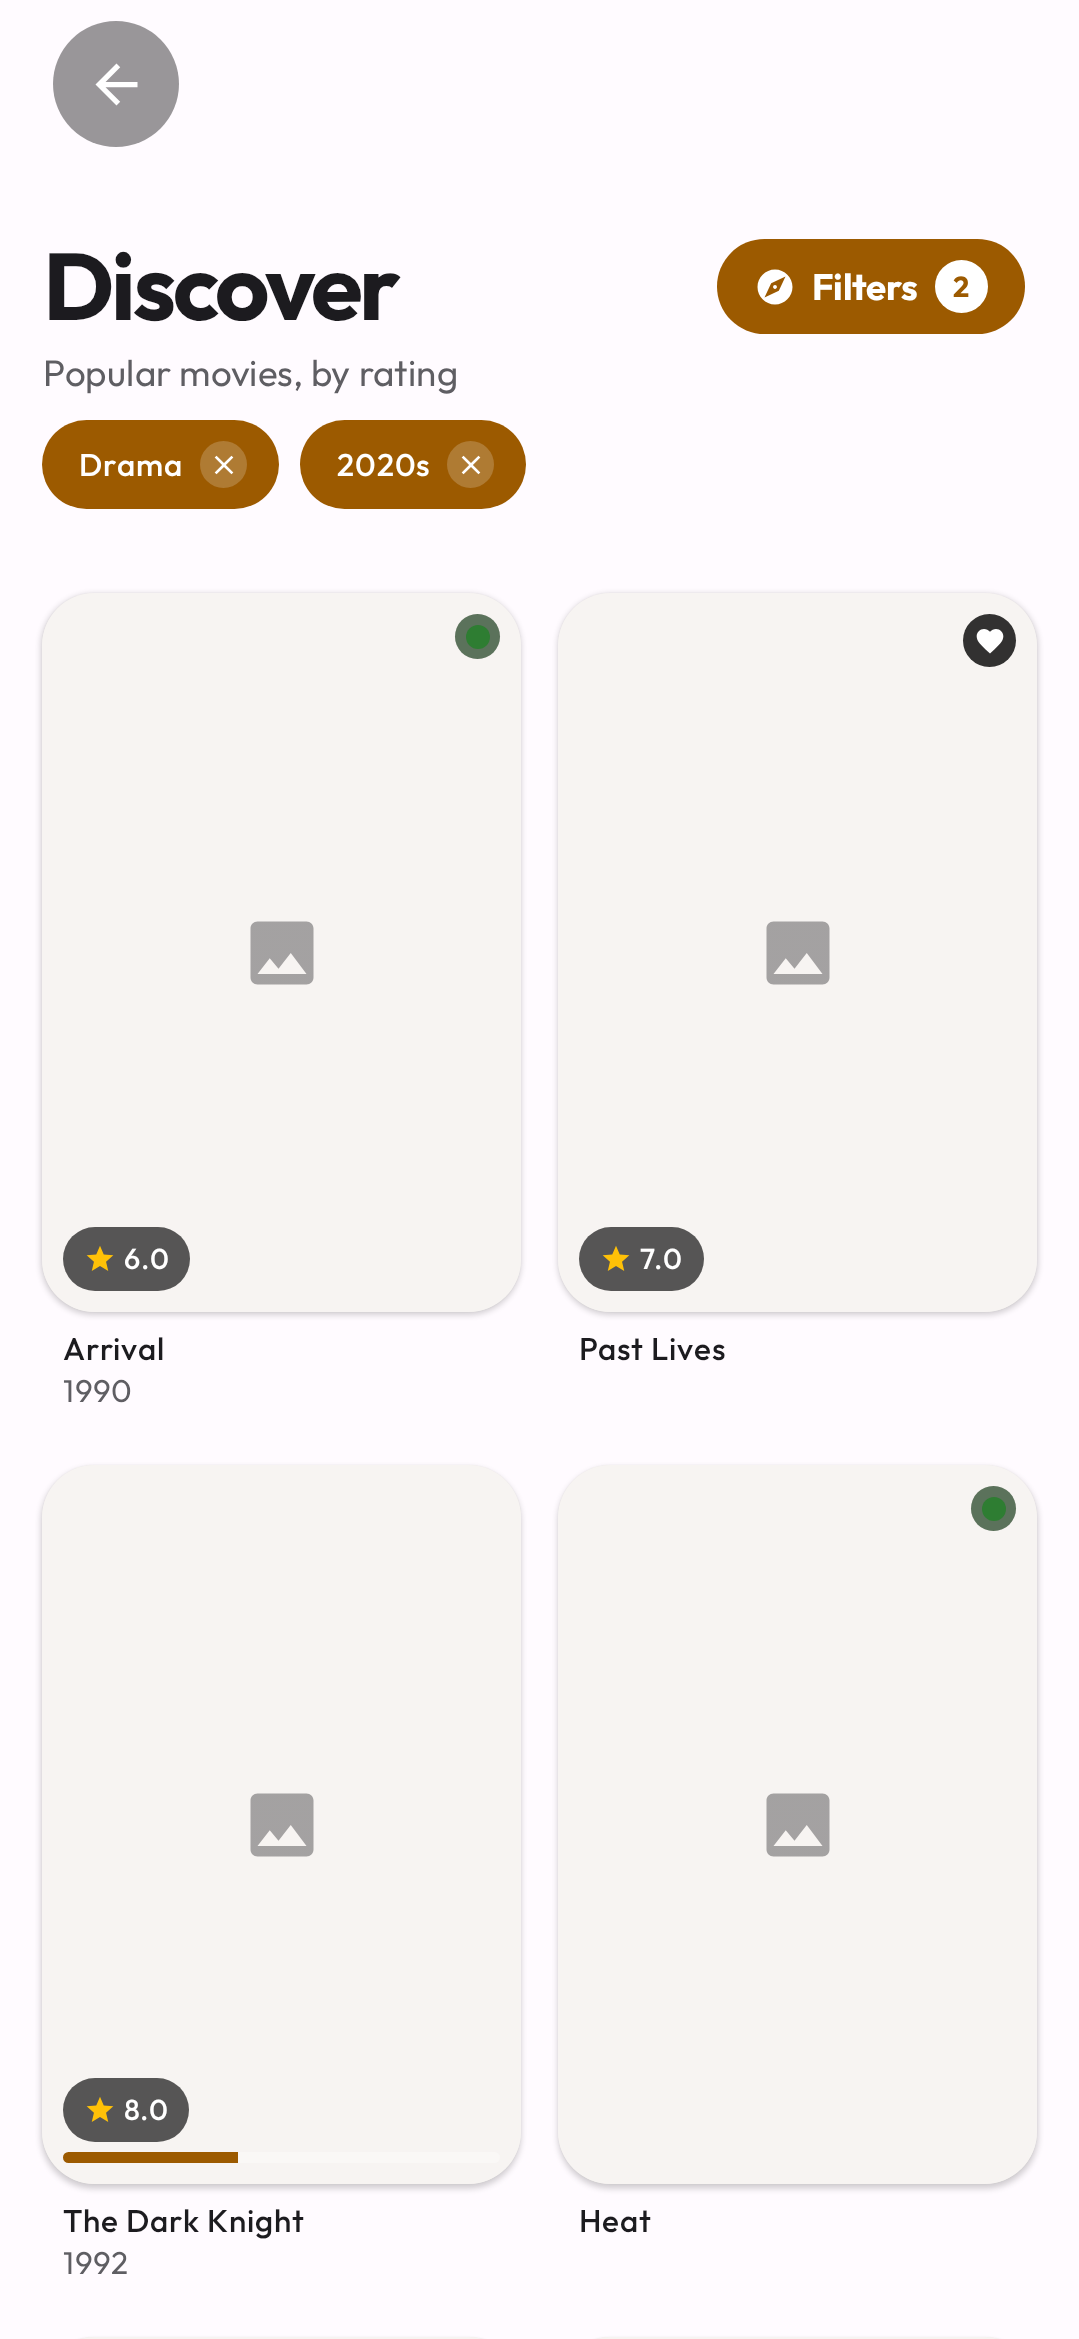 Discover
Filters 2
Popular movies, by rating
Drama
2020s
6.0
7.0
Arrival
1990
Past Lives
8.0
The Dark Knight
1992
Heat